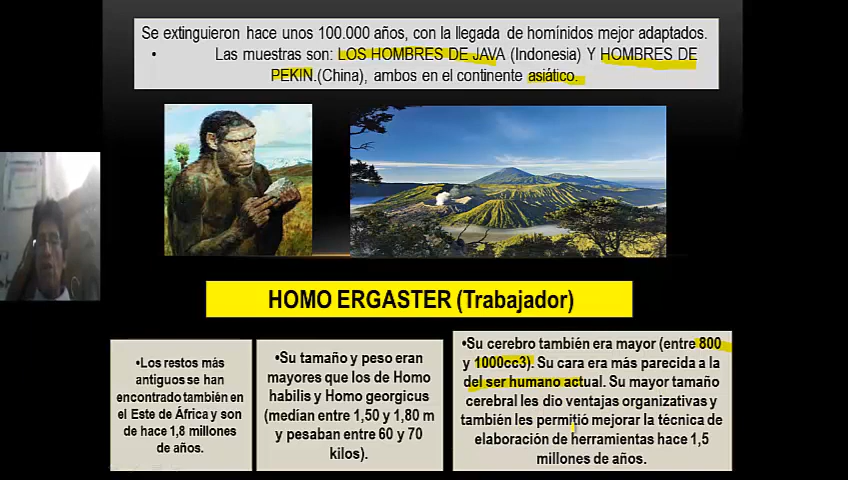 Se extinguieron hace unos 100.000 años, con la llegada de homínidos mejor adaptados.
• Las muestras son: LOS HOMBRES DE JAVA (Indonesia) Y HOMBRES DE
PEKIN.(China), ambos en el continente asiático.
HOMO ERGASTER (Trabajador)
•Los restos más
antiguos se han
encontrado también en
el Este de África y son
de hace 1,8 millones
de años.
•Su tamaño y peso eran
mayores que los de Homo
habilis y Homo georgicus
(median entre 1,50 y 1,80 m
y pesaban entre 60 y 70
kilos).
•Su cerebro también era mayor (entre 800
y 1000cc3). Su cara era más parecida a la
del ser humano actual. Su mayor tamaño
cerebral les dio ventajas organizativas y
también les permitió mejorar la técnica de
elaboración de herramientas hace 1,5
millones de años.